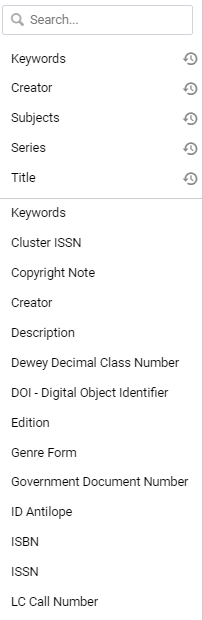 Search...
Keywords
Creator
Subjects
Series
Title
Keywords
Cluster ISSN
Copyright Note
Creator
Description
Dewey Decimal Class Number
DOI - Digital Object Identifier
Edition
Genre Form
Government Document Number
ID Antilope
ISBN
ISSN
LC Call Number